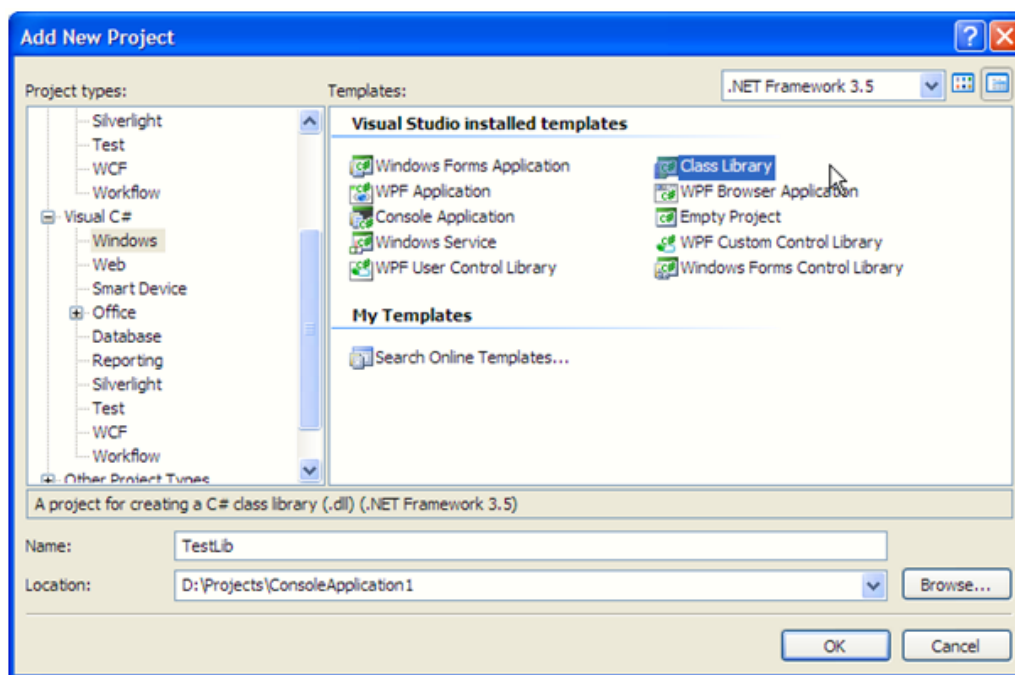 Add New Project
Project types:
Templates:
.NET Framework 3.5
Silverlight
Test
WCF
Workflow
Visual C#
Windows
Web
Smart Device
Office
Database
Reporting
Silverlight
Test
WCF
Workflow
Other Project Types
Visual Studio installed templates
Windows Forms Application
Class Library
WPF Application
WPF Browser Application
Console Application
Empty Project
Windows Service
WPF Custom Control Library
WPF User Control Library
Windows Forms Control Library
My Templates
Search Online Templates...
A project for creating a C# class library (.dll) (.NET Framework 3.5)
Name:
TestLib
Location:
D:\Projects\ConsoleApplication1
Browse...
OK
Cancel